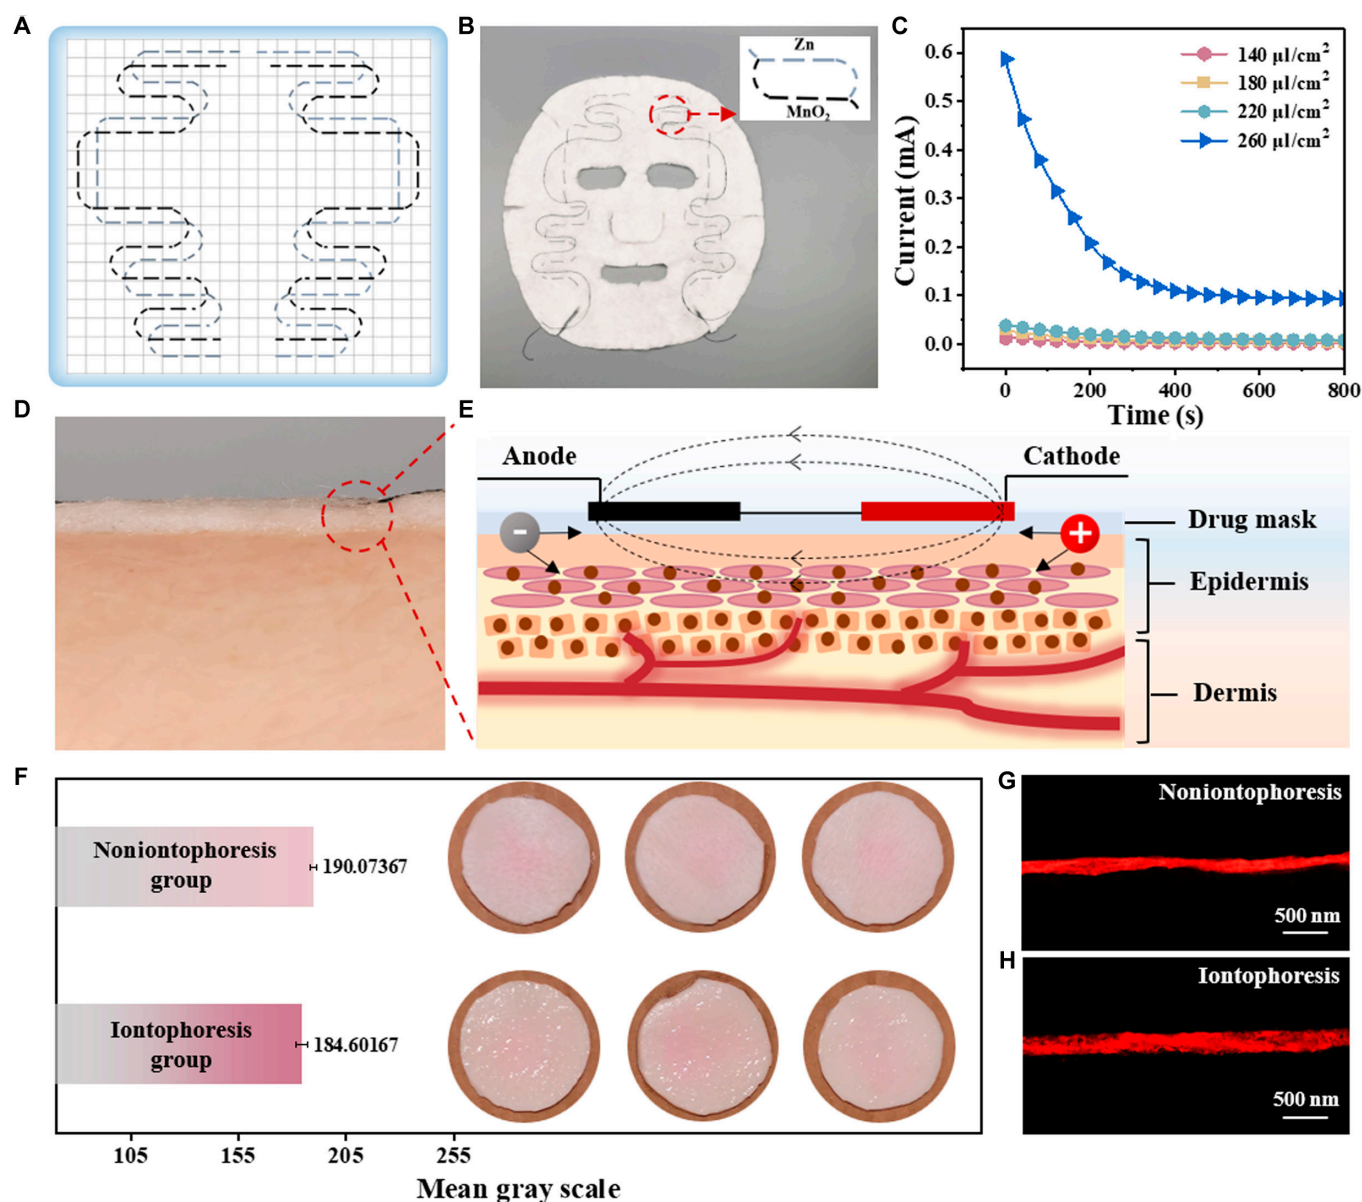 A
B
Zn
MnO₂
C
0.6
0.5
0.4
0.3
0.2
0.1
0.0
Current (mA)
140 µl/cm²
180 µl/cm²
220 µl/cm²
260 µl/cm²
0
200
400
600
800
Time (s)
D
E
Anode
Cathode
-
+
Drug mask
Epidermis
Dermis
F
Noniontophoresis
group
190.07367
Iontophoresis
group
184.60167
105
155
205
255
Mean gray scale
G
Noniontophoresis
500 nm
H
Iontophoresis
500 nm